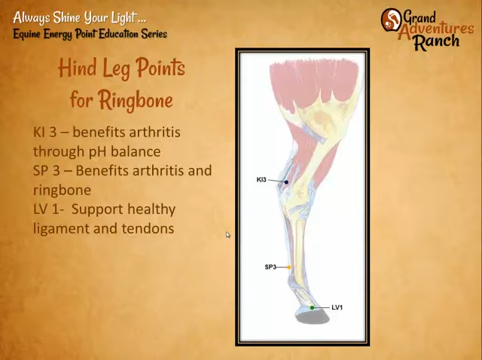 Always Shine Your Light...
Equine Energy Point Education Series
Grand
Adventures
Ranch
Hind Leg Points
for Ringbone
KI 3 – benefits arthritis
through pH balance
SP 3 – Benefits arthritis and
ringbone
LV 1- Support healthy
ligament and tendons
KI3
SP3
LV1